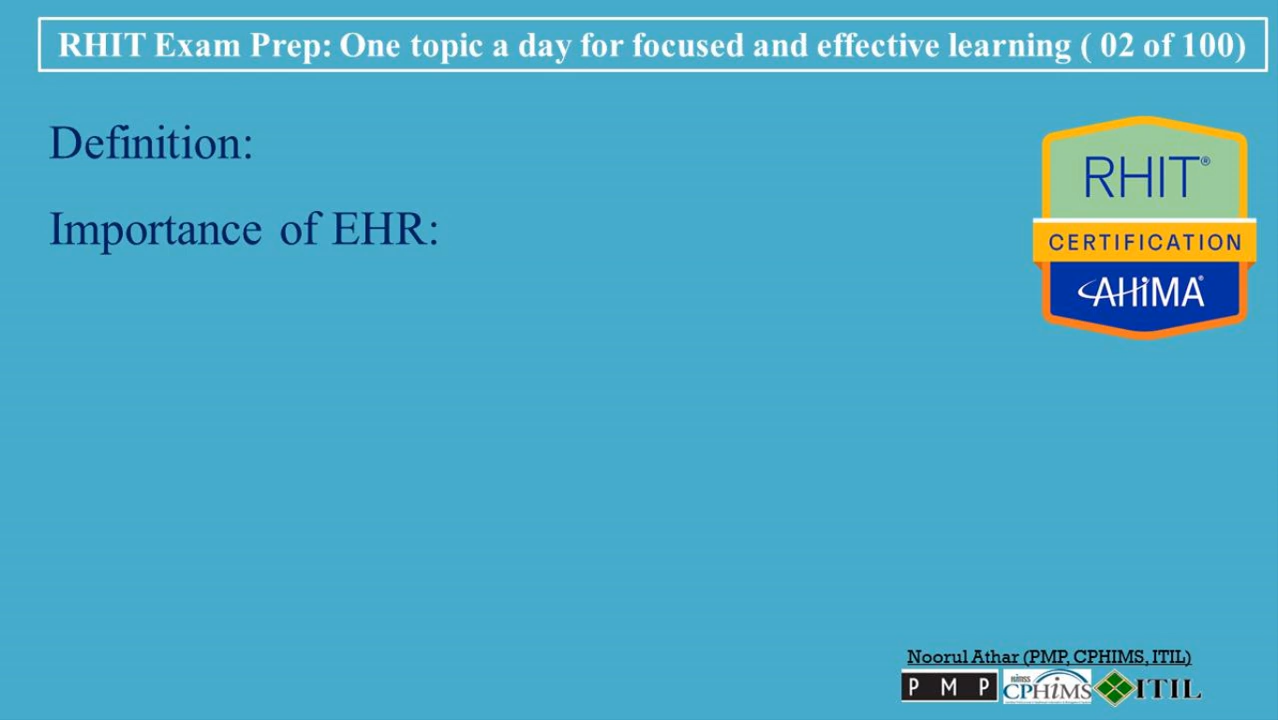 RHIT Exam Prep: One topic a day for focused and effective learning ( 02 of 100)
Definition:
Importance of EHR:
RHIT®
CERTIFICATION
AHiMA®
Noorul Athar (PMP, CPHIMS, ITIL)
P M P
himss
CPHiMS
ITIL